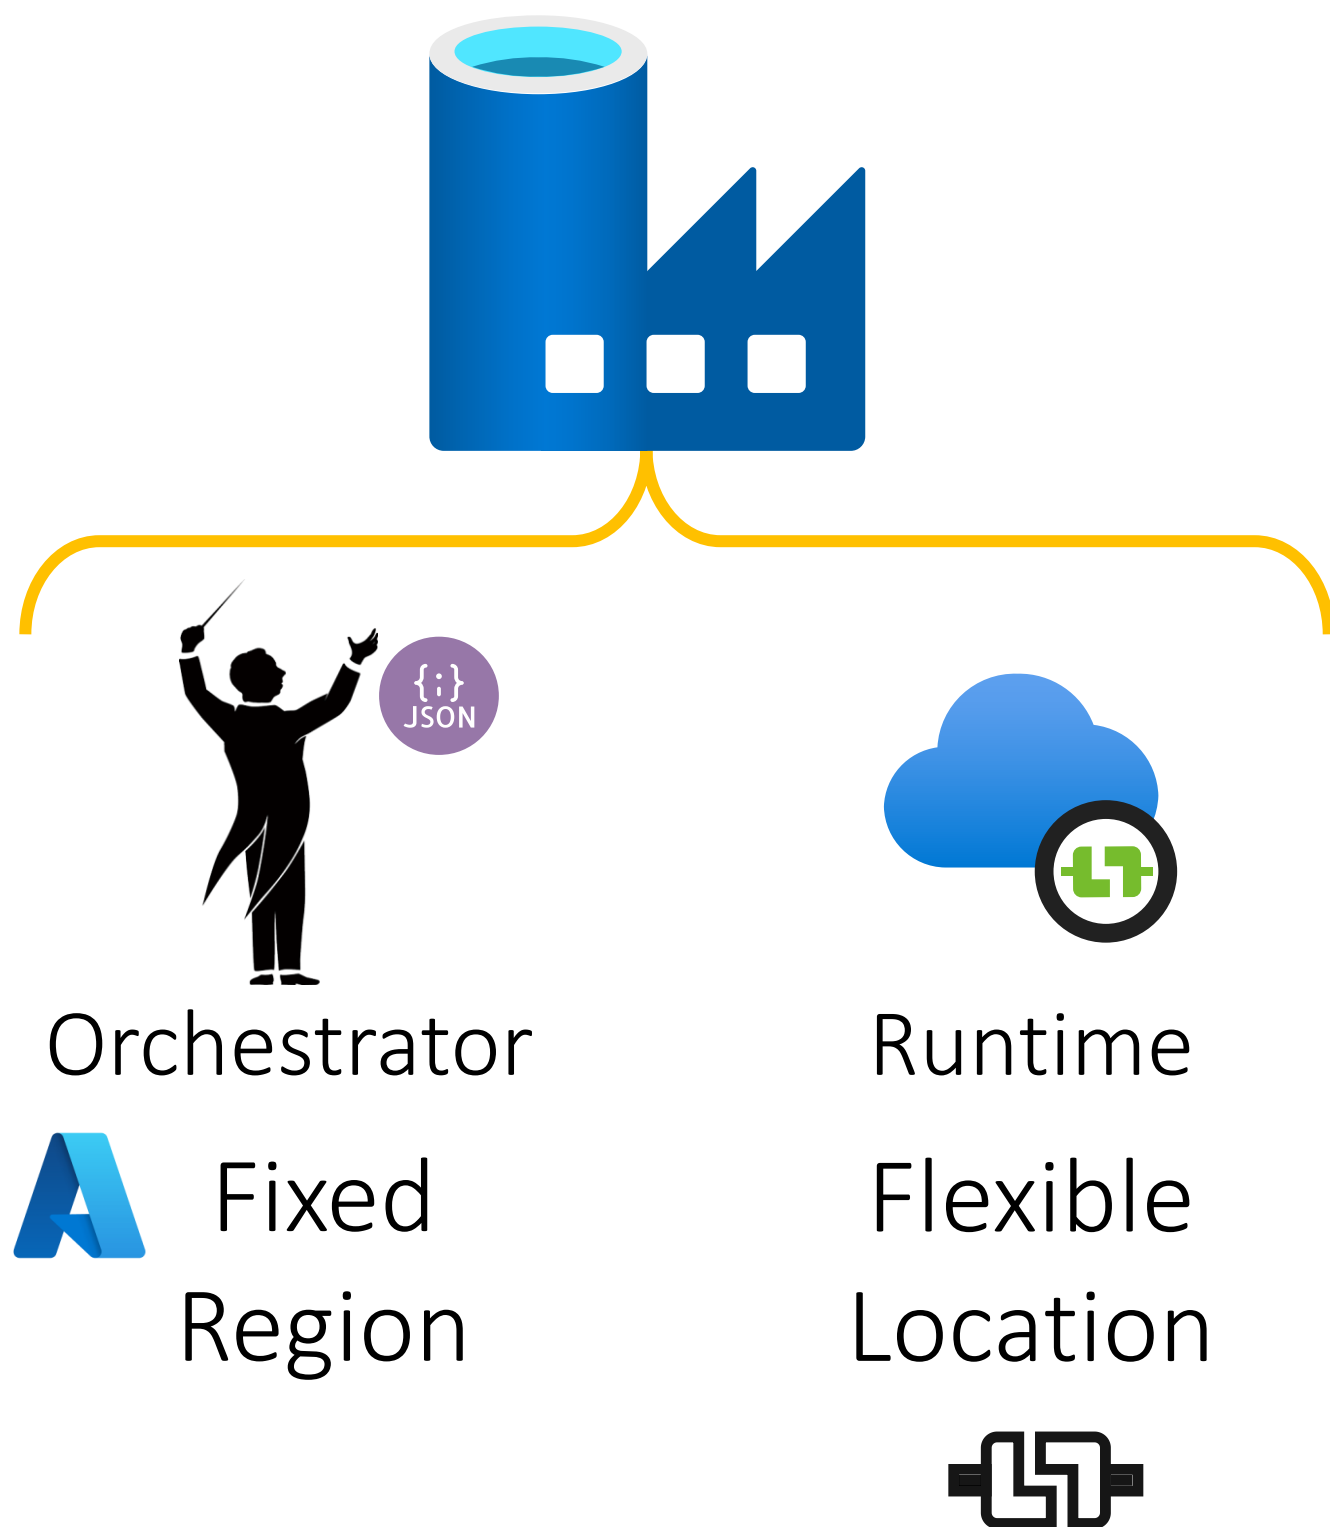 {;}
JSON
Orchestrator
Fixed
Region
Runtime
Flexible
Location